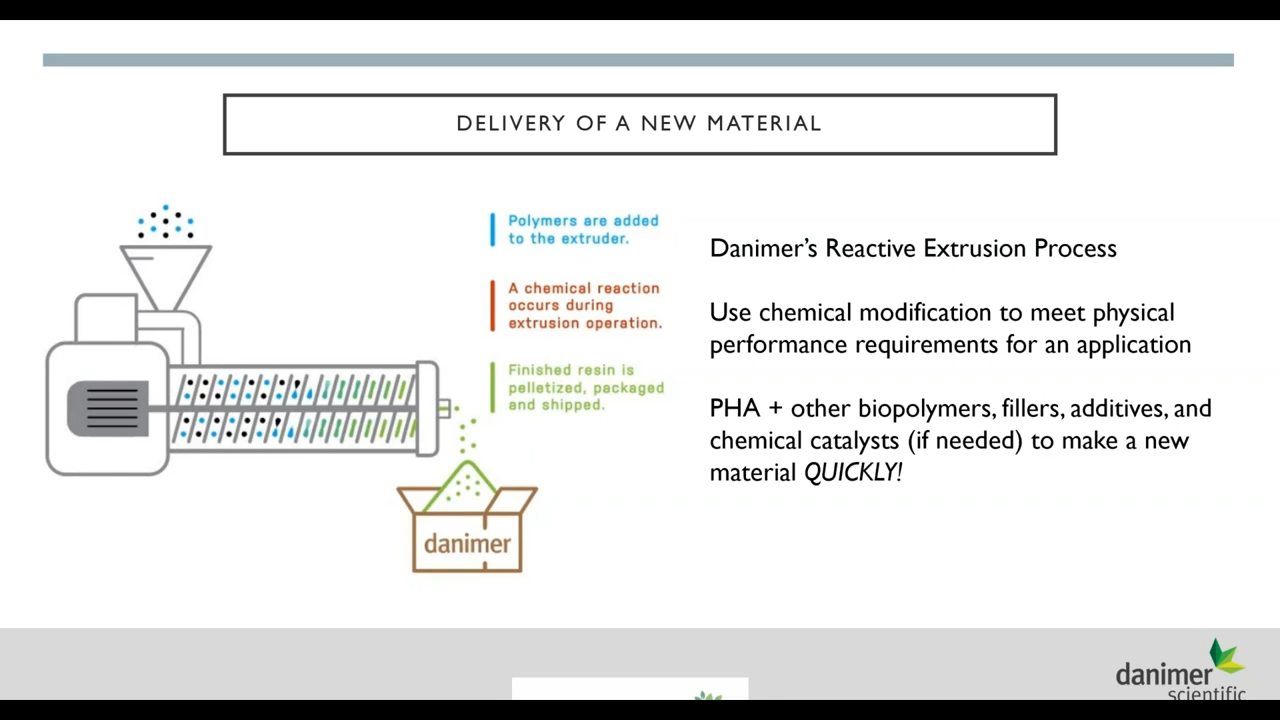 DELIVERY OF A NEW MATERIAL
Polymers are added
to the extruder.
A chemical reaction
occurs during
extrusion operation.
Finished resin is
pelletized, packaged
and shipped.
danimer
Danimer’s Reactive Extrusion Process
Use chemical modification to meet physical
performance requirements for an application
PHA + other biopolymers, fillers, additives, and
chemical catalysts (if needed) to make a new
material QUICKLY!
danimer
scientific